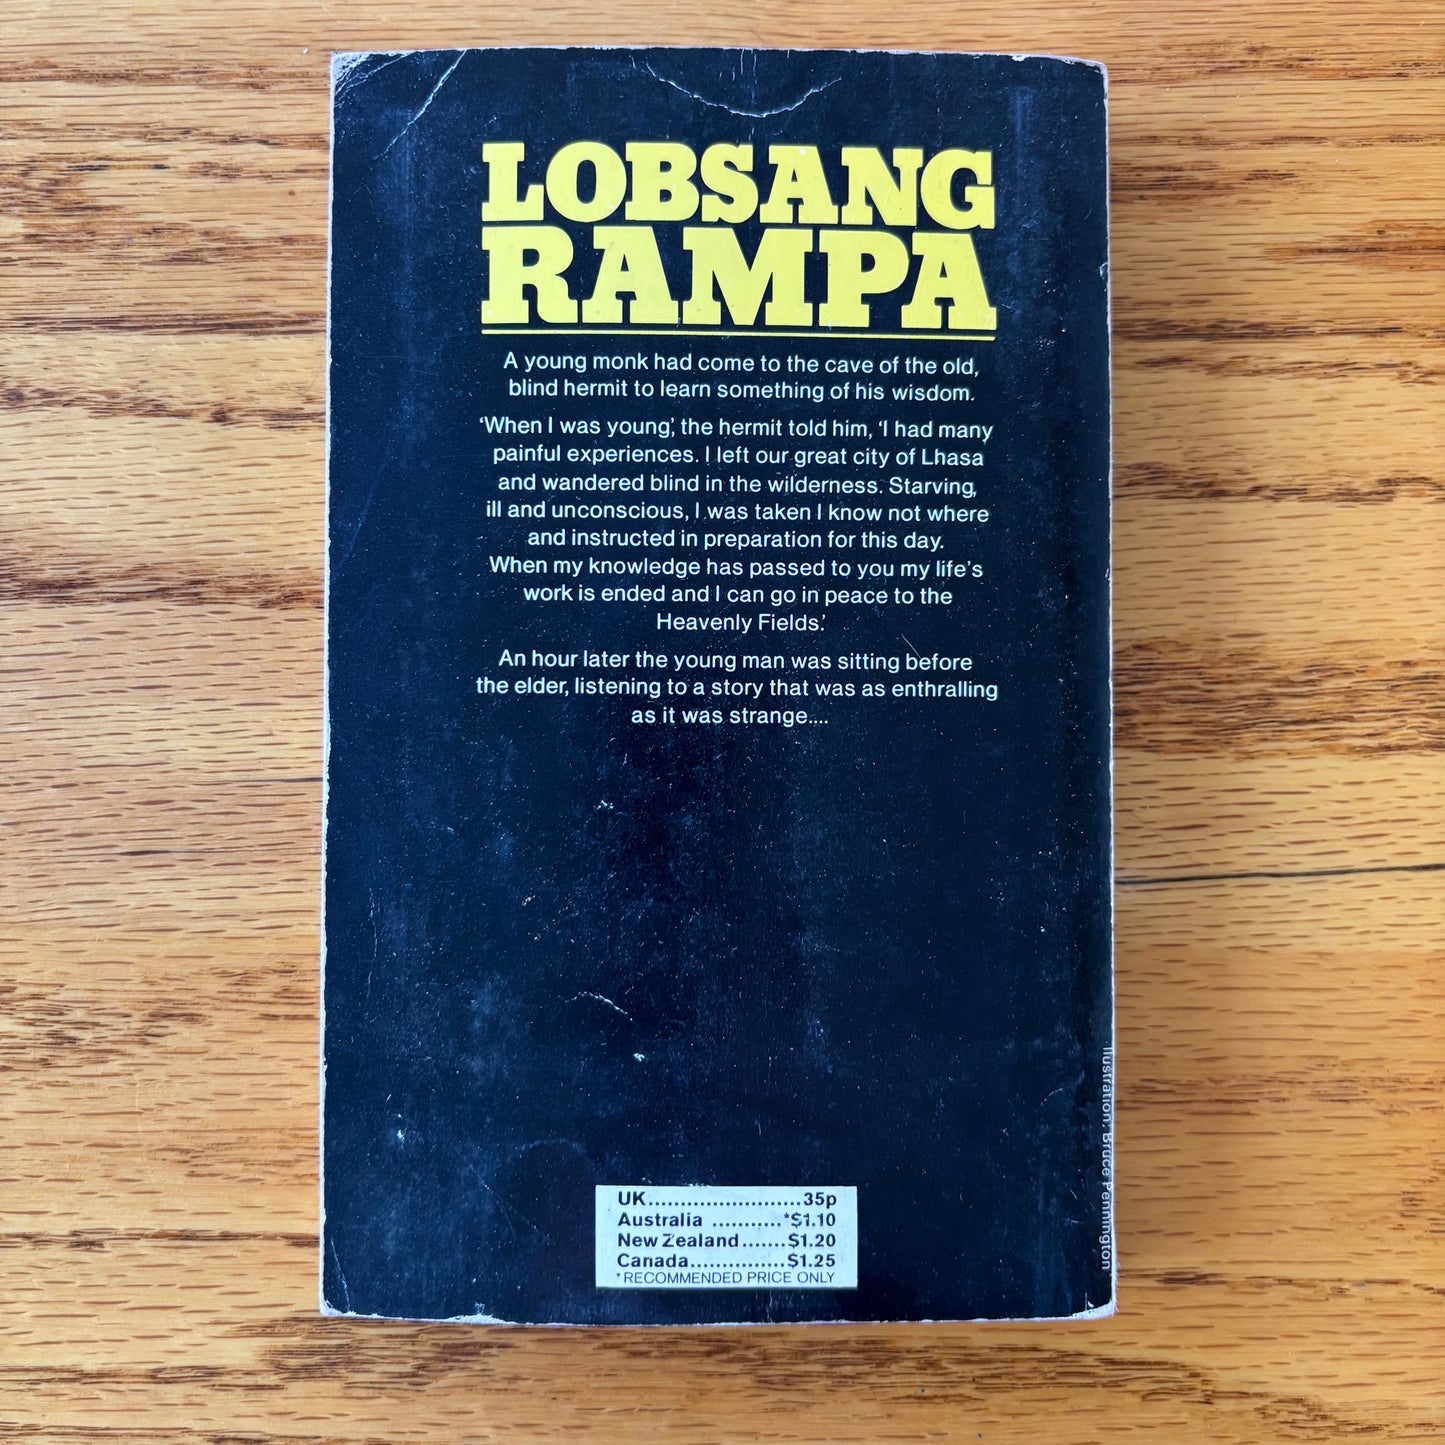 LOBSANG
RAMPA
A young monk had come to the cave of the old,
blind hermit to learn something of his wisdom.
‘When I was young’, the hermit told him, ‘I had many
painful experiences. I left our great city of Lhasa
and wandered blind in the wilderness. Starving,
ill and unconscious, I was taken I know not where
and instructed in preparation for this day.
When my knowledge has passed to you my life’s
work is ended and I can go in peace to the
Heavenly Fields.’
An hour later the young man was sitting before
the elder, listening to a story that was as enthralling
as it was strange....
UK........................35p
Australia ...........*$1.10
New Zealand.......$1.20
Canada...............$1.25
*RECOMMENDED PRICE ONLY
Illustration: Bruce Pennington